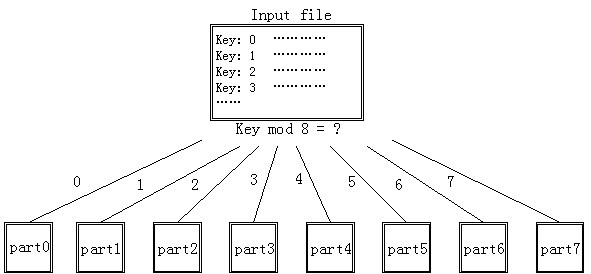 Input file
Key: 0 …………
Key: 1 …………
Key: 2 …………
Key: 3 …………
……
Key mod 8 = ?
0 1 2 3 4 5 6 7
part0 part1 part2 part3 part4 part5 part6 part7